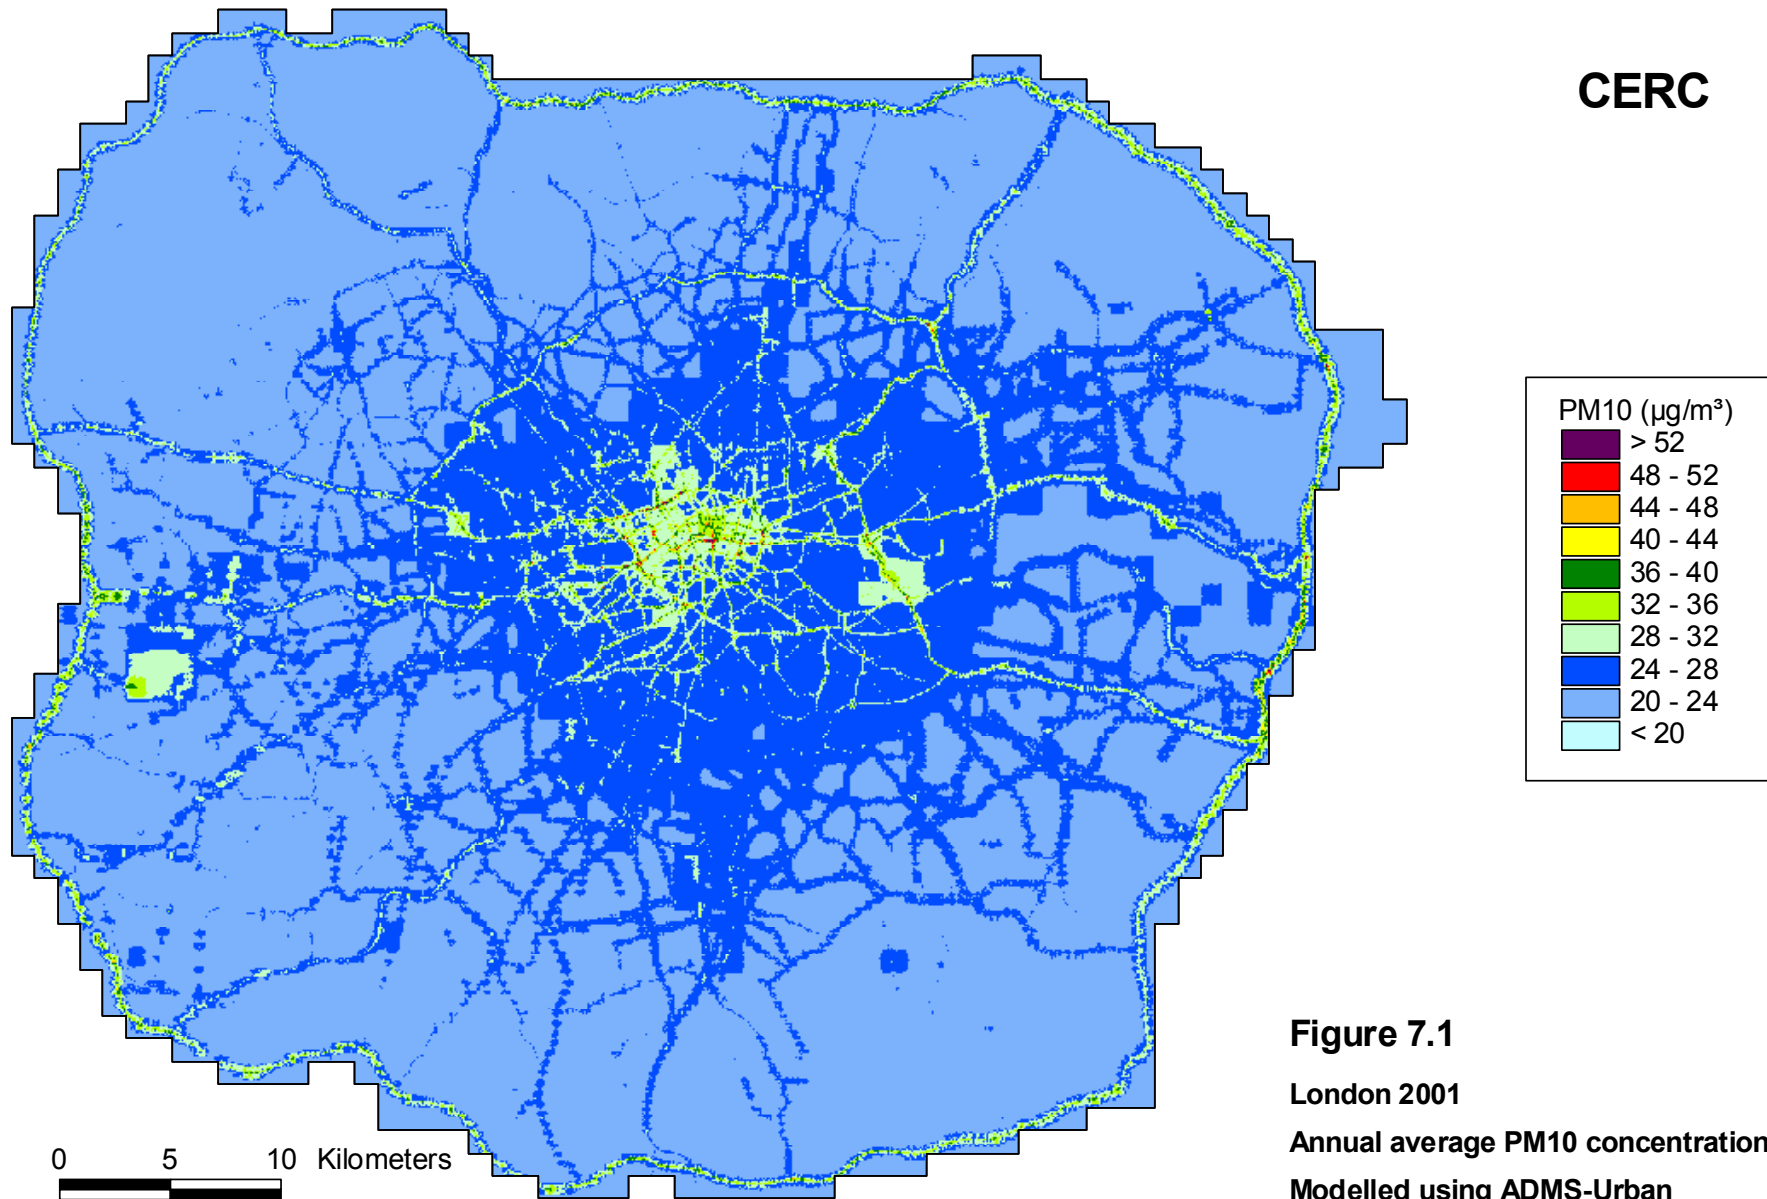 CERC
PM10 (µg/m³)
> 52
48 - 52
44 - 48
40 - 44
36 - 40
32 - 36
28 - 32
24 - 28
20 - 24
< 20
Figure 7.1
London 2001
Annual average PM10 concentration
Modelled using ADMS-Urban
0 5 10 Kilometers